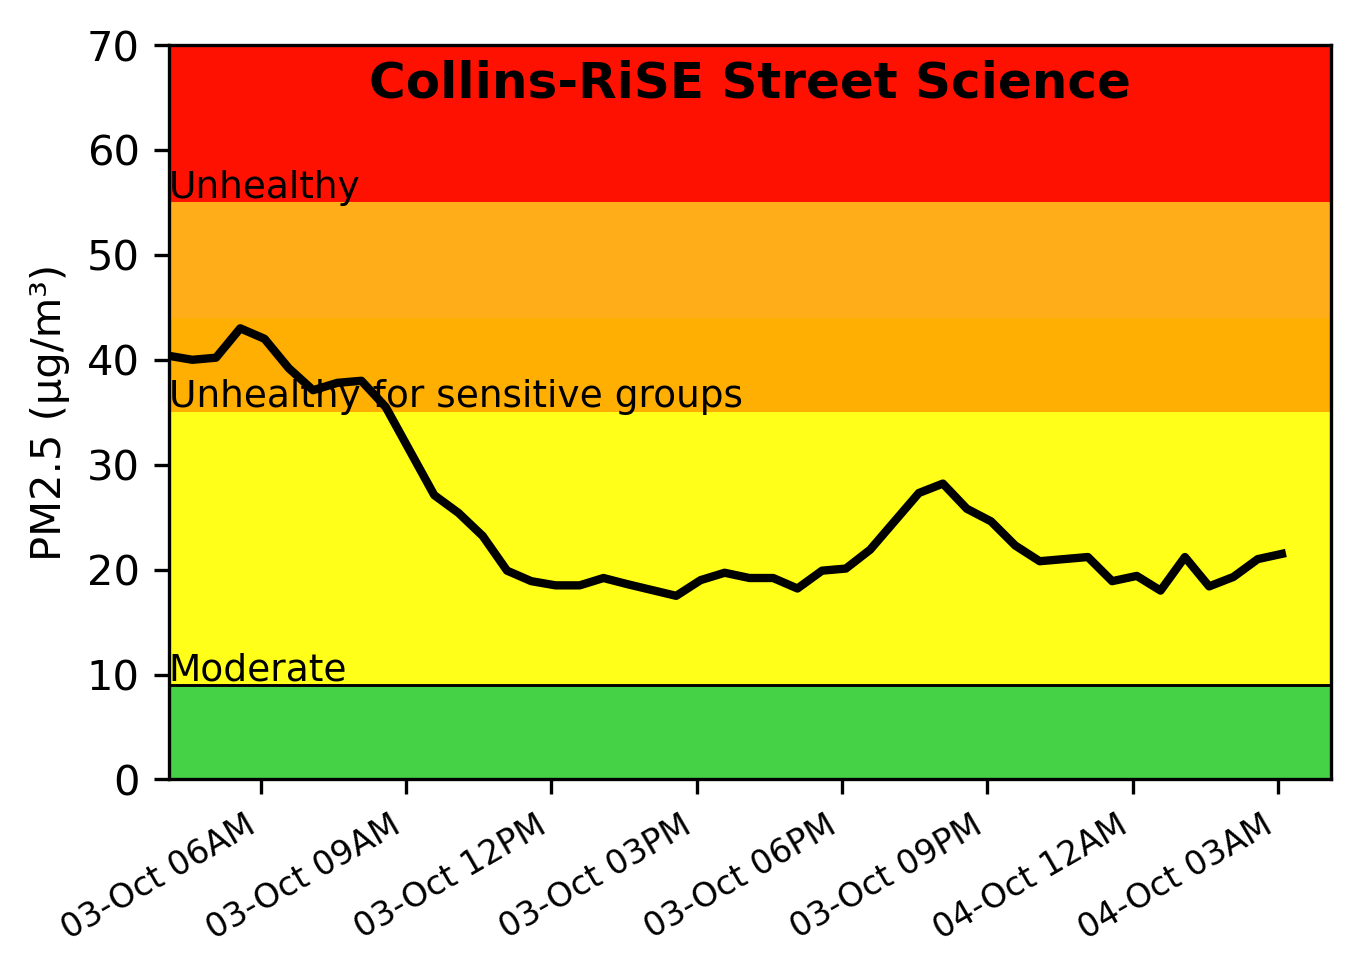 Collins-RiSE Street Science
70
60
50
40
30
20
10
0
PM2.5 (µg/m³)
Unhealthy
Unhealthy for sensitive groups
Moderate
03-Oct 06AM
03-Oct 09AM
03-Oct 12PM
03-Oct 03PM
03-Oct 06PM
03-Oct 09PM
04-Oct 12AM
04-Oct 03AM